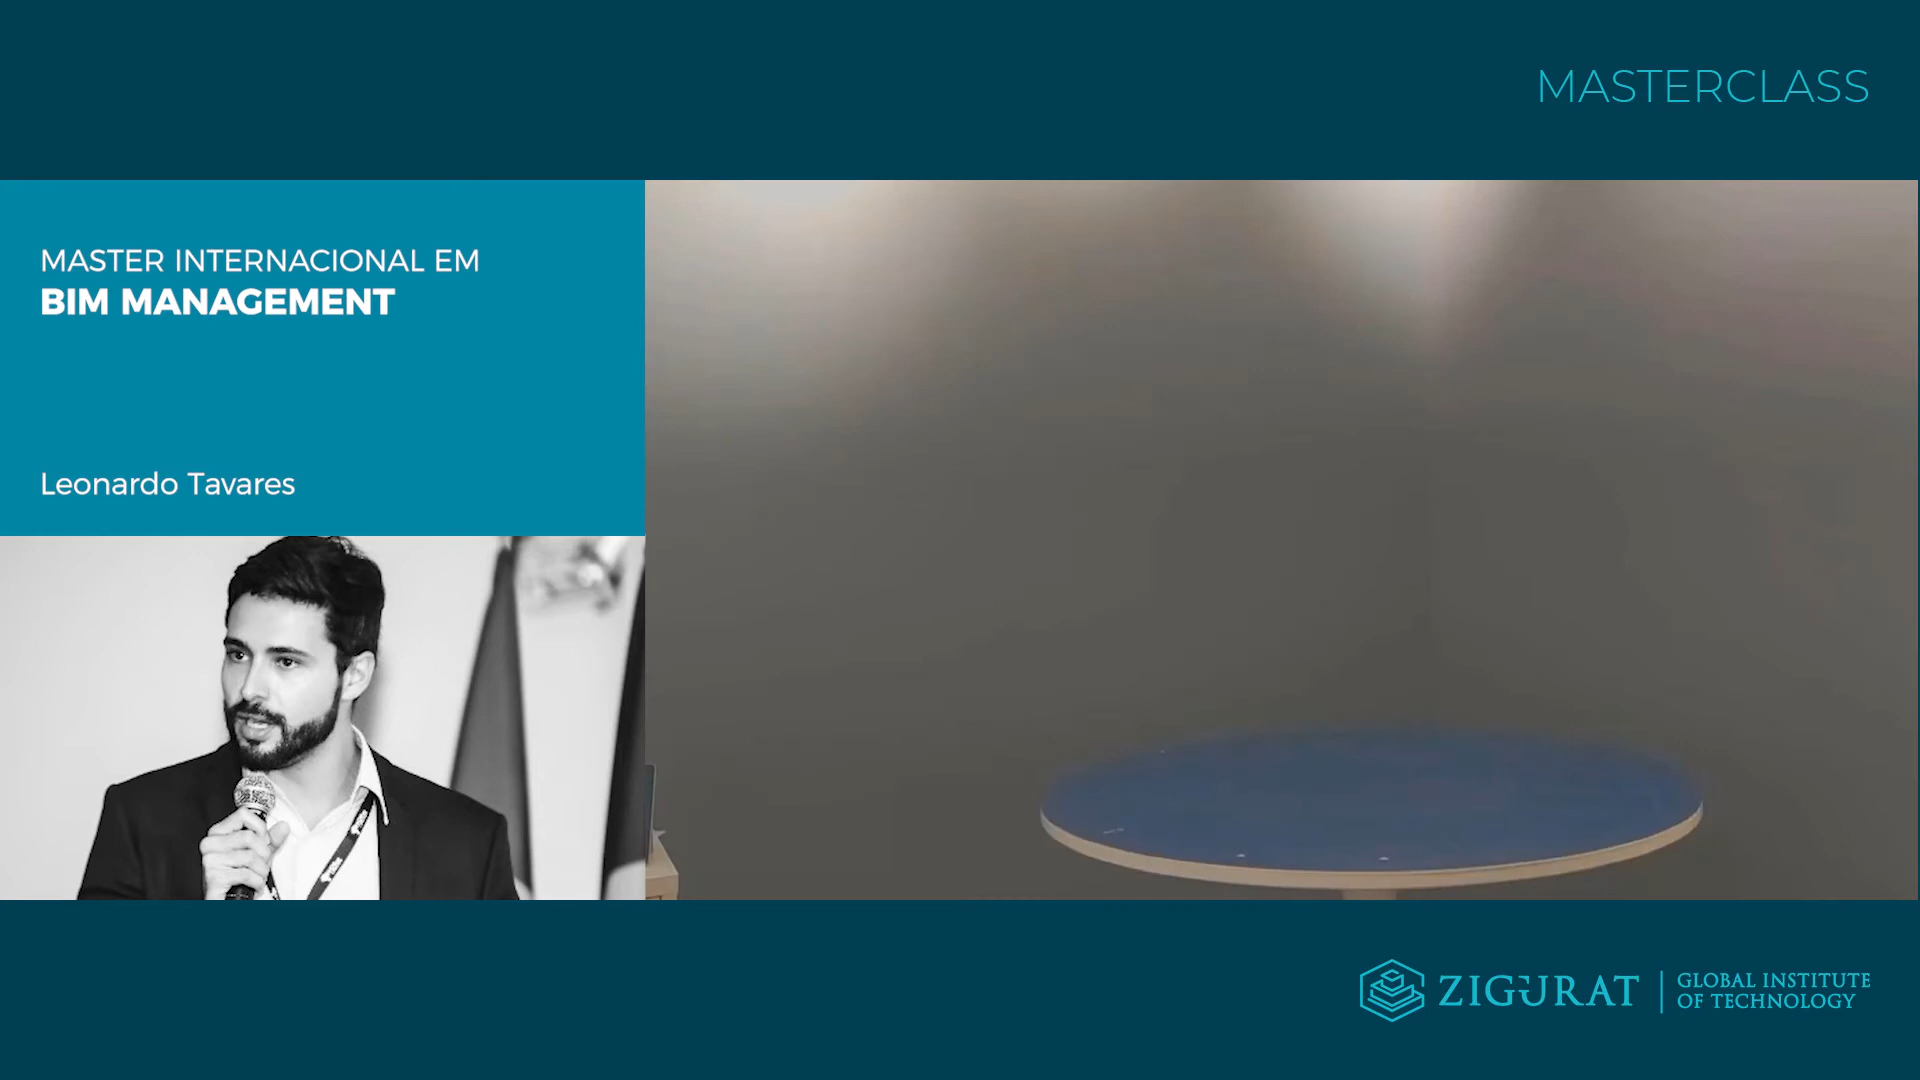 MASTERCLASS
MASTER INTERNACIONAL EM
BIM MANAGEMENT
Leonardo Tavares
ZIGURAT
GLOBAL INSTITUTE
OF TECHNOLOGY